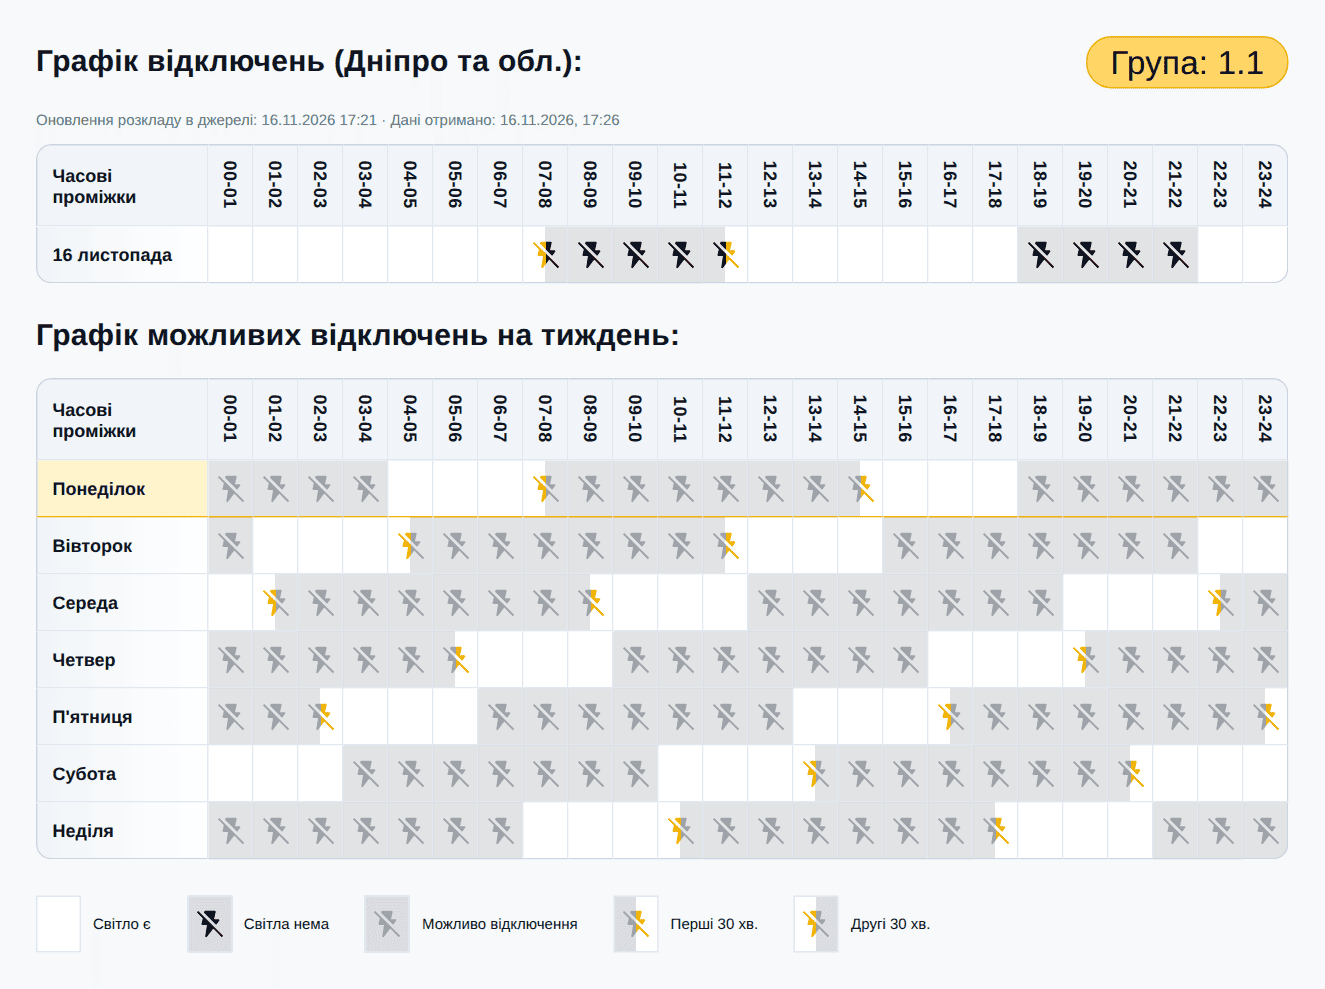 Графік відключень (Дніпро та обл.):
Група: 1.1
Оновлення розкладу в джерелі: 16.11.2026 17:21 · Дані отримано: 16.11.2026, 17:26
Часові проміжки 00-01 01-02 02-03 03-04 04-05 05-06 06-07 07-08 08-09 09-10 10-11 11-12 12-13 13-14 14-15 15-16 16-17 17-18 18-19 19-20 20-21 21-22 22-23 23-24
16 листопада
Графік можливих відключень на тиждень:
Часові проміжки 00-01 01-02 02-03 03-04 04-05 05-06 06-07 07-08 08-09 09-10 10-11 11-12 12-13 13-14 14-15 15-16 16-17 17-18 18-19 19-20 20-21 21-22 22-23 23-24
Понеділок
Вівторок
Середа
Четвер
П'ятниця
Субота
Неділя
Світло є Світла нема Можливо відключення Перші 30 хв. Другі 30 хв.